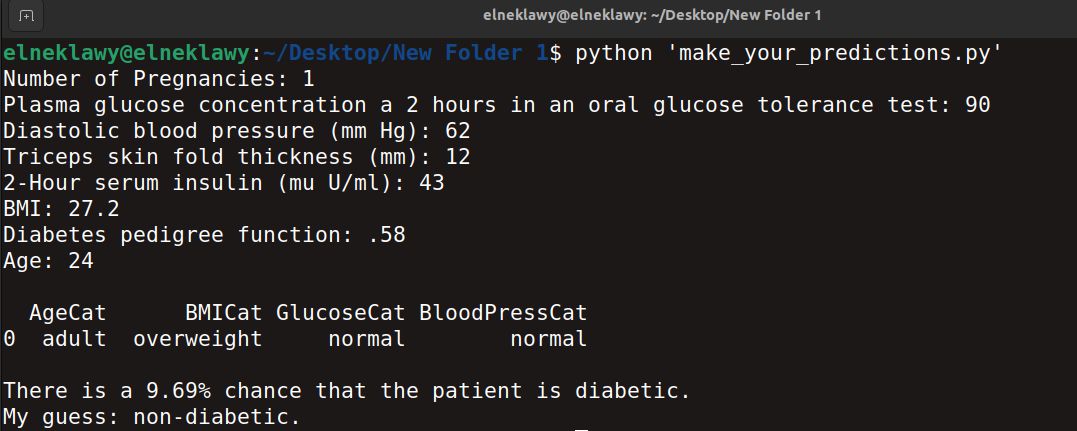 elneklawy@elneklawy: ~/Desktop/New Folder 1
elneklawy@elneklawy:~/Desktop/New Folder 1$ python 'make_your_predictions.py'
Number of Pregnancies: 1
Plasma glucose concentration a 2 hours in an oral glucose tolerance test: 90
Diastolic blood pressure (mm Hg): 62
Triceps skin fold thickness (mm): 12
2-Hour serum insulin (mu U/ml): 43
BMI: 27.2
Diabetes pedigree function: .58
Age: 24
AgeCat BMICat GlucoseCat BloodPressCat
0 adult overweight normal normal
There is a 9.69% chance that the patient is diabetic.
My guess: non-diabetic.